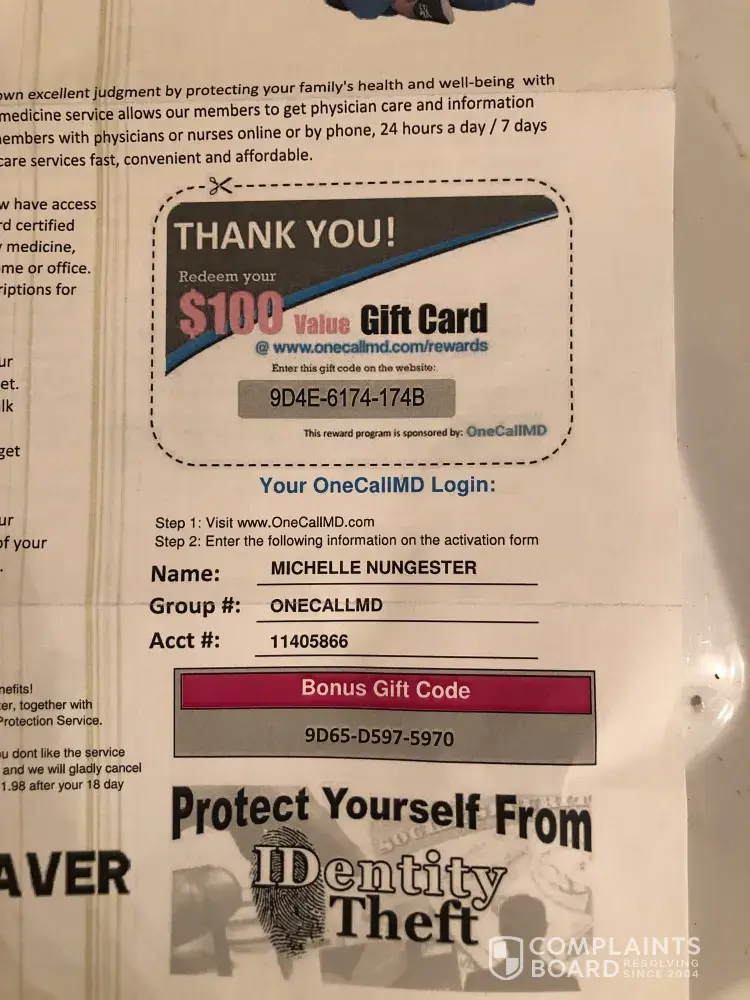 own excellent judgment by protecting your family's health and well-being with
medicine service allows our members to get physician care and information
embers with physicians or nurses online or by phone, 24 hours a day / 7 days
care services fast, convenient and affordable.
w have access
rd certified
medicine,
me or office.
riptions for
ur
et.
lk
get
ur
of your
.
THANK YOU!
Redeem your
$100 Value Gift Card
@ www.onecallmd.com/rewards
Enter this gift code on the website:
9D4E-6174-174B
This reward program is sponsored by: OneCallMD
Your OneCallMD Login:
Step 1: Visit www.OneCallMD.com
Step 2: Enter the following information on the activation form
Name: MICHELLE NUNGESTER
Group #: ONECALLMD
Acct #: 11405866
Bonus Gift Code
9D65-D597-5970
nefits!
er, together with
Protection Service.
u dont like the service
and we will gladly cancel
1.98 after your 18 day
AVER
Protect Yourself From
IDentity
Theft
COMPLAINTS
BOARD RESOLVING
SINCE 2004